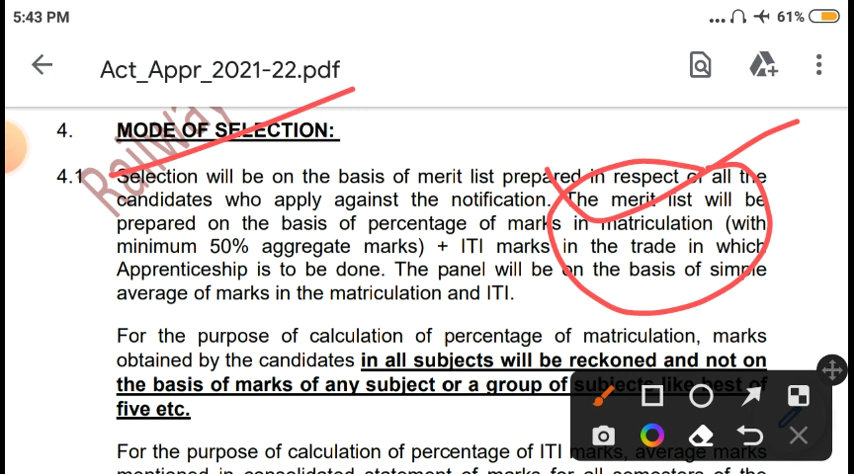 5:43 PM
61%
Act_Appr_2021-22.pdf
Railway
4. MODE OF SELECTION:
4.1 Selection will be on the basis of merit list prepared in respect of all the
candidates who apply against the notification. The merit list will be
prepared on the basis of percentage of marks in matriculation (with
minimum 50% aggregate marks) + ITI marks in the trade in which
Apprenticeship is to be done. The panel will be on the basis of simple
average of marks in the matriculation and ITI.
For the purpose of calculation of percentage of matriculation, marks
obtained by the candidates in all subjects will be reckoned and not on
the basis of marks of any subject or a group of subjects like best of
five etc.
For the purpose of calculation of percentage of ITI marks, average marks
mentioned in consolidated statement of marks for all semesters of the